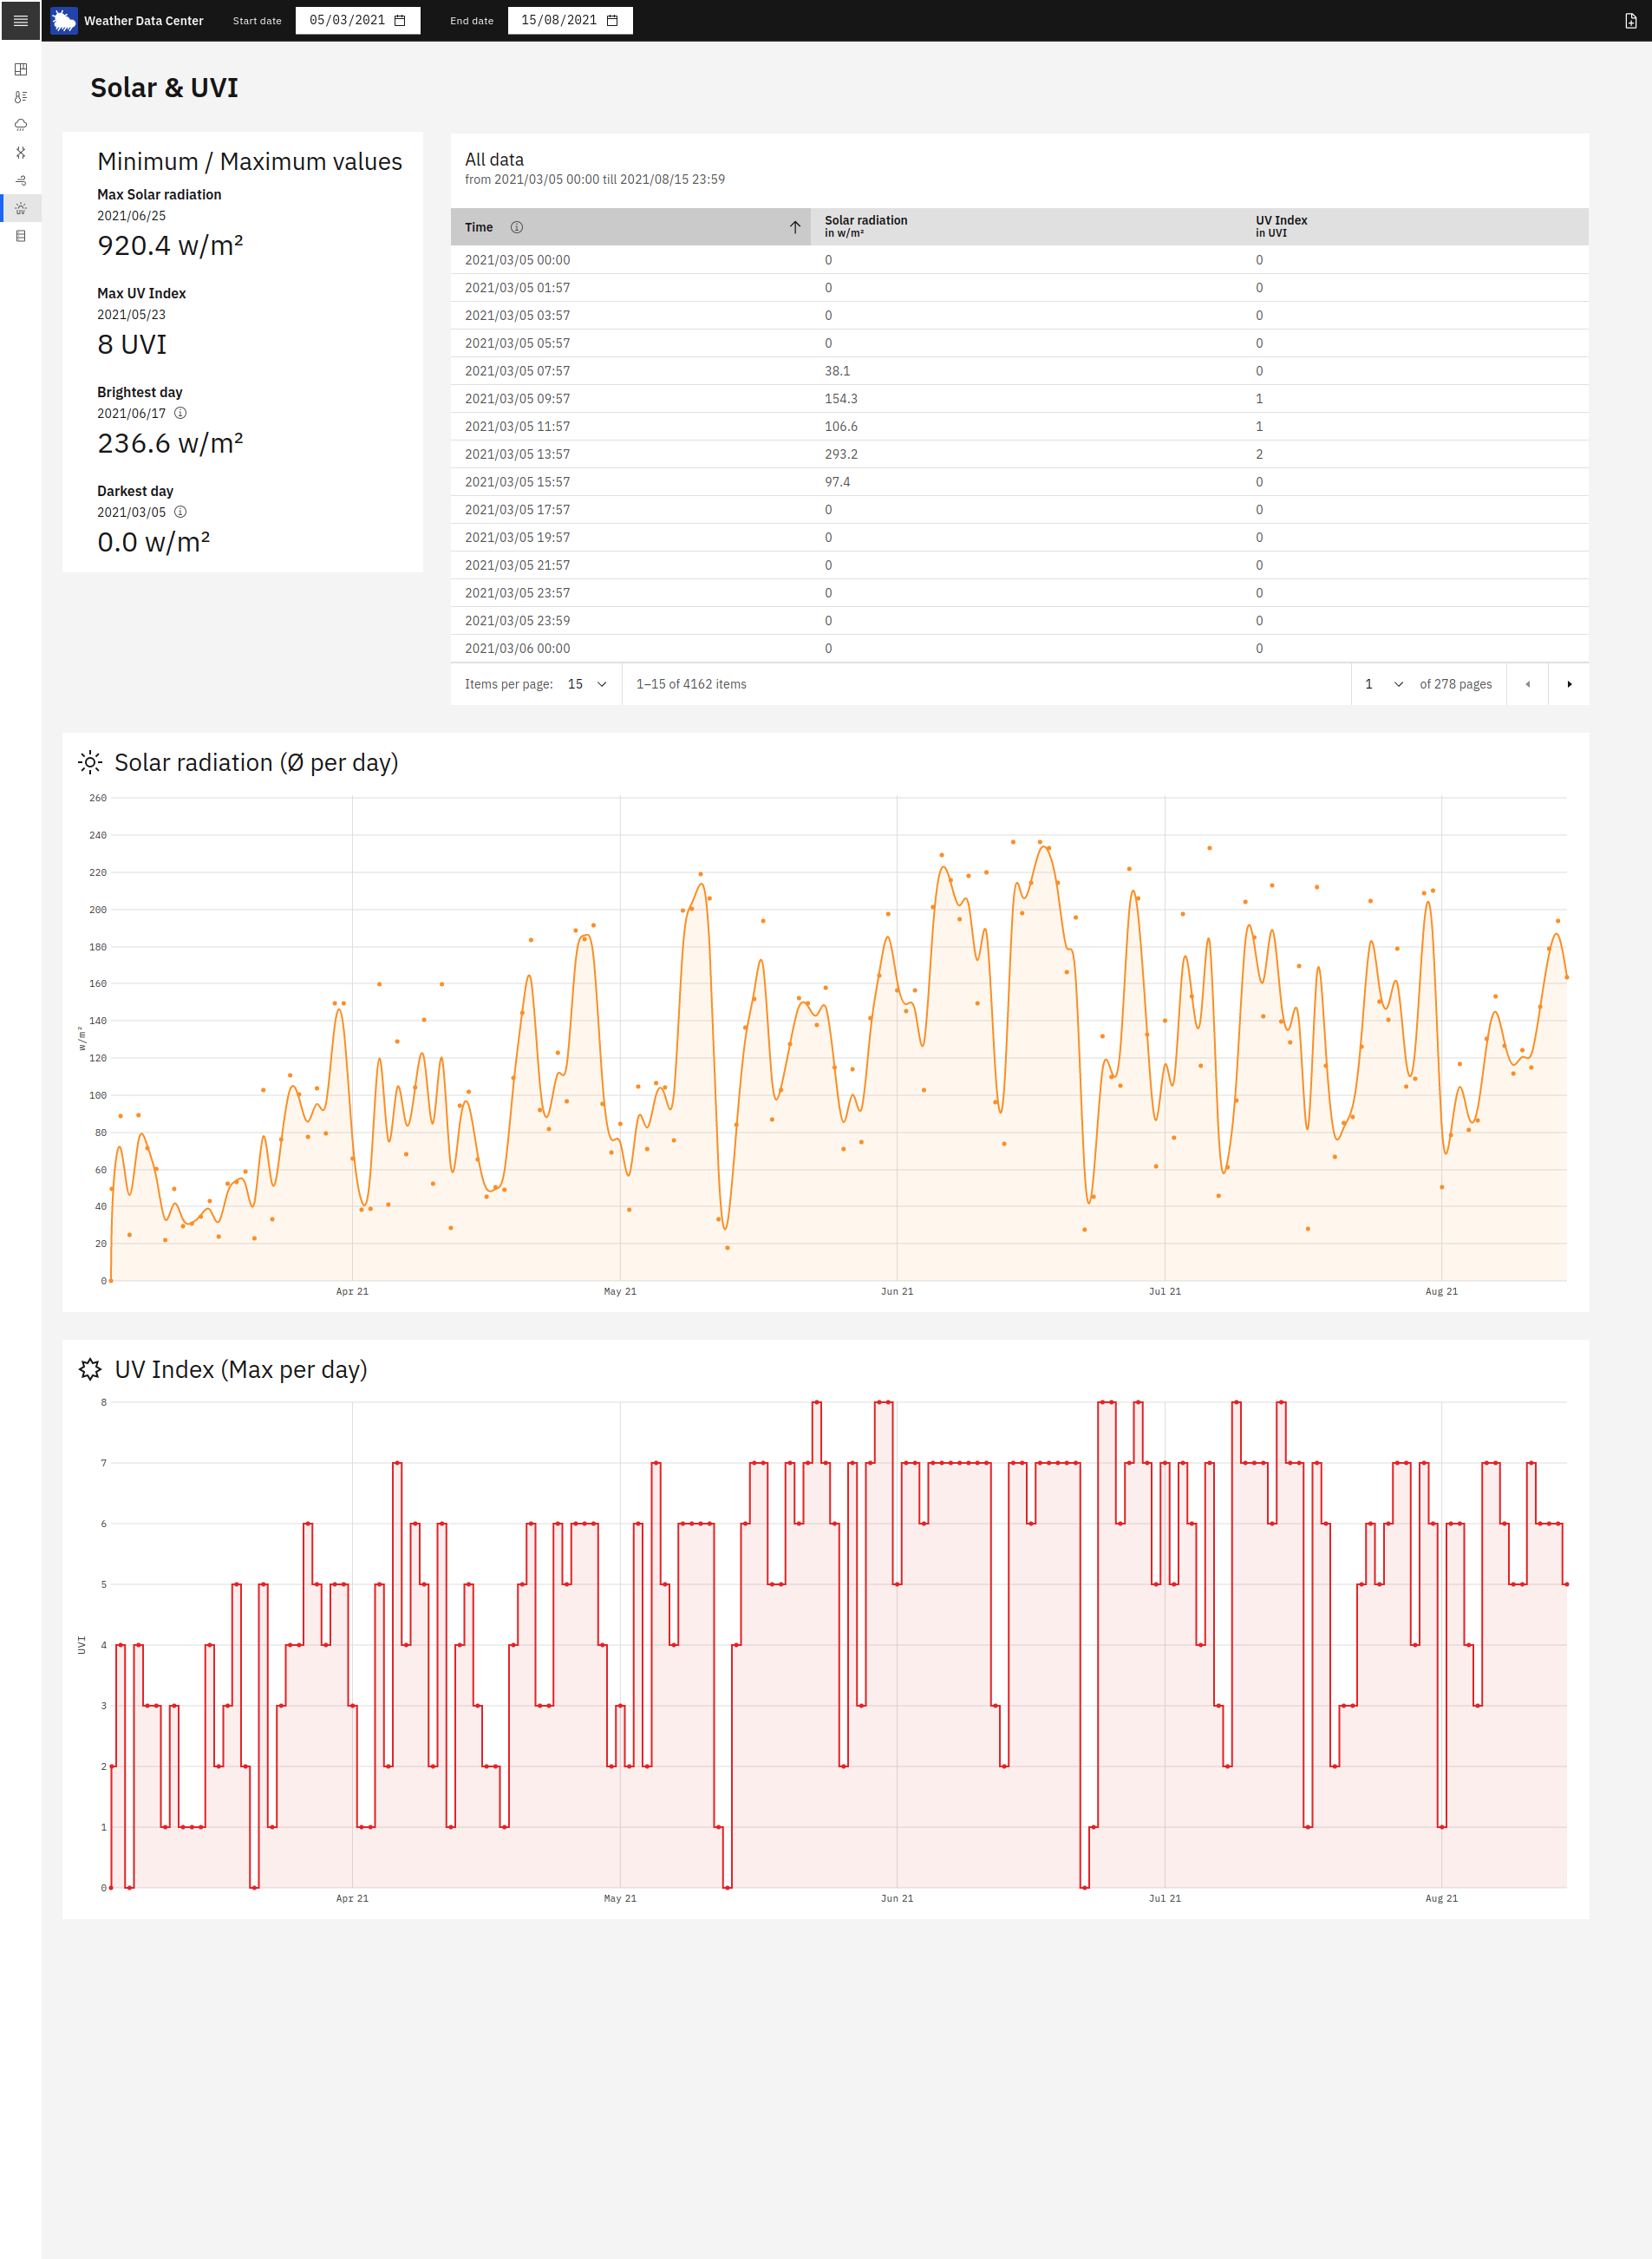 Weather Data Center Start date 05/03/2021 End date 15/08/2021
Solar & UVI
Minimum / Maximum values
Max Solar radiation
2021/06/25
920.4 w/m²
Max UV Index
2021/05/23
8 UVI
Brightest day
2021/06/17
236.6 w/m²
Darkest day
2021/03/05
0.0 w/m²
All data
from 2021/03/05 00:00 till 2021/08/15 23:59
Time Solar radiation in w/m² UV Index in UVI
2021/03/05 00:00 0 0
2021/03/05 01:57 0 0
2021/03/05 03:57 0 0
2021/03/05 05:57 0 0
2021/03/05 07:57 38.1 0
2021/03/05 09:57 154.3 1
2021/03/05 11:57 106.6 1
2021/03/05 13:57 293.2 2
2021/03/05 15:57 97.4 0
2021/03/05 17:57 0 0
2021/03/05 19:57 0 0
2021/03/05 21:57 0 0
2021/03/05 23:57 0 0
2021/03/05 23:59 0 0
2021/03/06 00:00 0 0
Items per page: 15 1–15 of 4162 items 1 of 278 pages
Solar radiation (Ø per day)
260
240
220
200
180
160
140
w/m²
120
100
80
60
40
20
0
Apr 21 May 21 Jun 21 Jul 21 Aug 21
UV Index (Max per day)
8
7
6
5
UVI
4
3
2
1
0
Apr 21 May 21 Jun 21 Jul 21 Aug 21